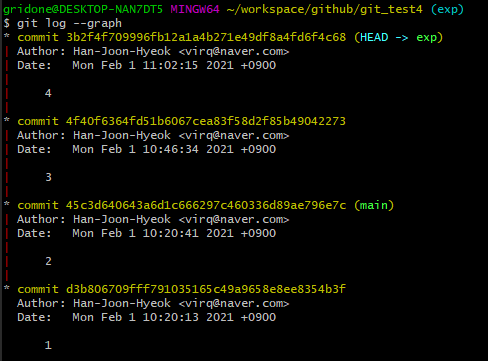 gridone@DESKTOP-NAN7DT5 MINGW64 ~/workspace/github/git_test4 (exp)
$ git log --graph
* commit 3b2f4f709996fb12a1a4b271e49df8a4fd6f4c68 (HEAD -> exp)
| Author: Han-Joon-Hyeok <virq@naver.com>
| Date:   Mon Feb 1 11:02:15 2021 +0900
|
|     4
|
* commit 4f40f6364fd51b6067cea83f58d2f85b49042273
| Author: Han-Joon-Hyeok <virq@naver.com>
| Date:   Mon Feb 1 10:46:34 2021 +0900
|
|     3
|
* commit 45c3d640643a6d1c666297c460336d89ae796e7c (main)
| Author: Han-Joon-Hyeok <virq@naver.com>
| Date:   Mon Feb 1 10:20:41 2021 +0900
|
|     2
|
* commit d3b806709fff791035165c49a9658e8ee8354b3f
  Author: Han-Joon-Hyeok <virq@naver.com>
  Date:   Mon Feb 1 10:20:13 2021 +0900

      1